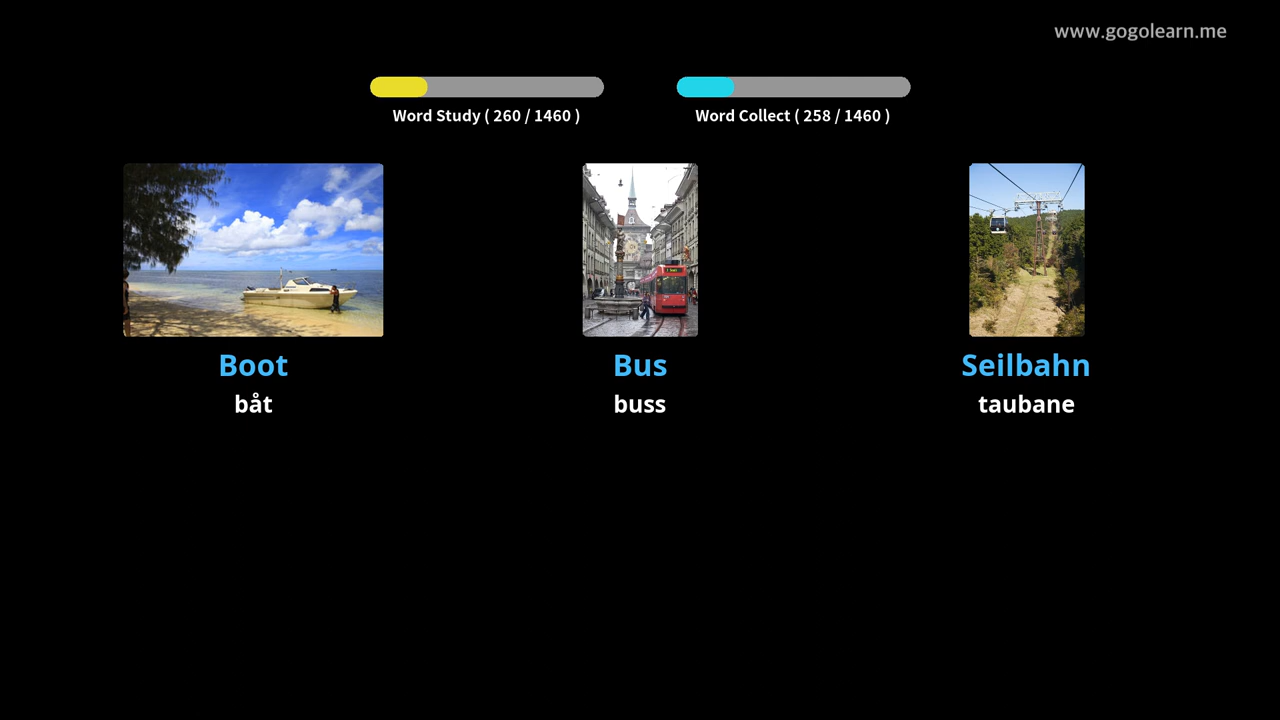 www.gogolearn.me
Word Study ( 260 / 1460 )
Word Collect ( 258 / 1460 )
Boot
båt
Bus
buss
Seilbahn
taubane